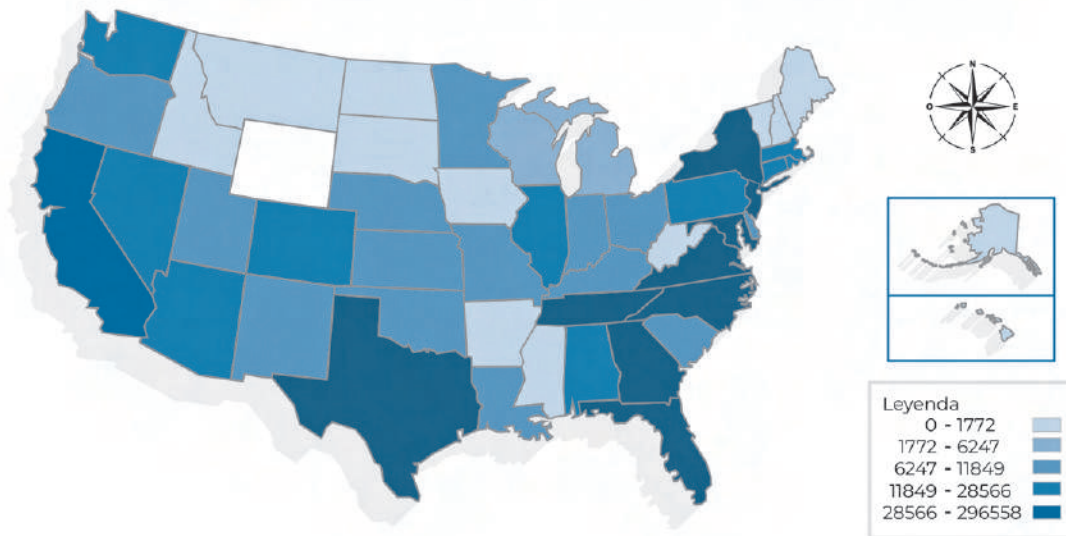 N
O E
S
Leyenda
0 - 1772
1772 - 6247
6247 - 11849
11849 - 28566
28566 - 296558